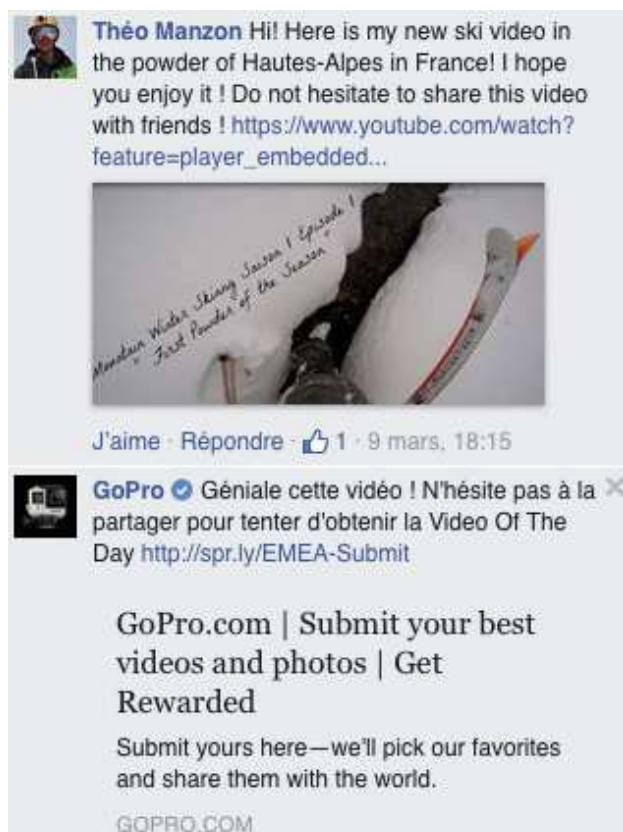 Théo Manzon Hi! Here is my new ski video in
the powder of Hautes-Alpes in France! I hope
you enjoy it ! Do not hesitate to share this video
with friends ! https://www.youtube.com/watch?
feature=player_embedded...
Mountain Winter Skiing Saison 1 Episode 1
" First Powder of the Season "
J'aime · Répondre · 1 · 9 mars, 18:15
GoPro Géniale cette vidéo ! N'hésite pas à la
partager pour tenter d'obtenir la Video Of The
Day http://spr.ly/EMEA-Submit
GoPro.com | Submit your best
videos and photos | Get
Rewarded
Submit yours here—we'll pick our favorites
and share them with the world.
GOPRO.COM